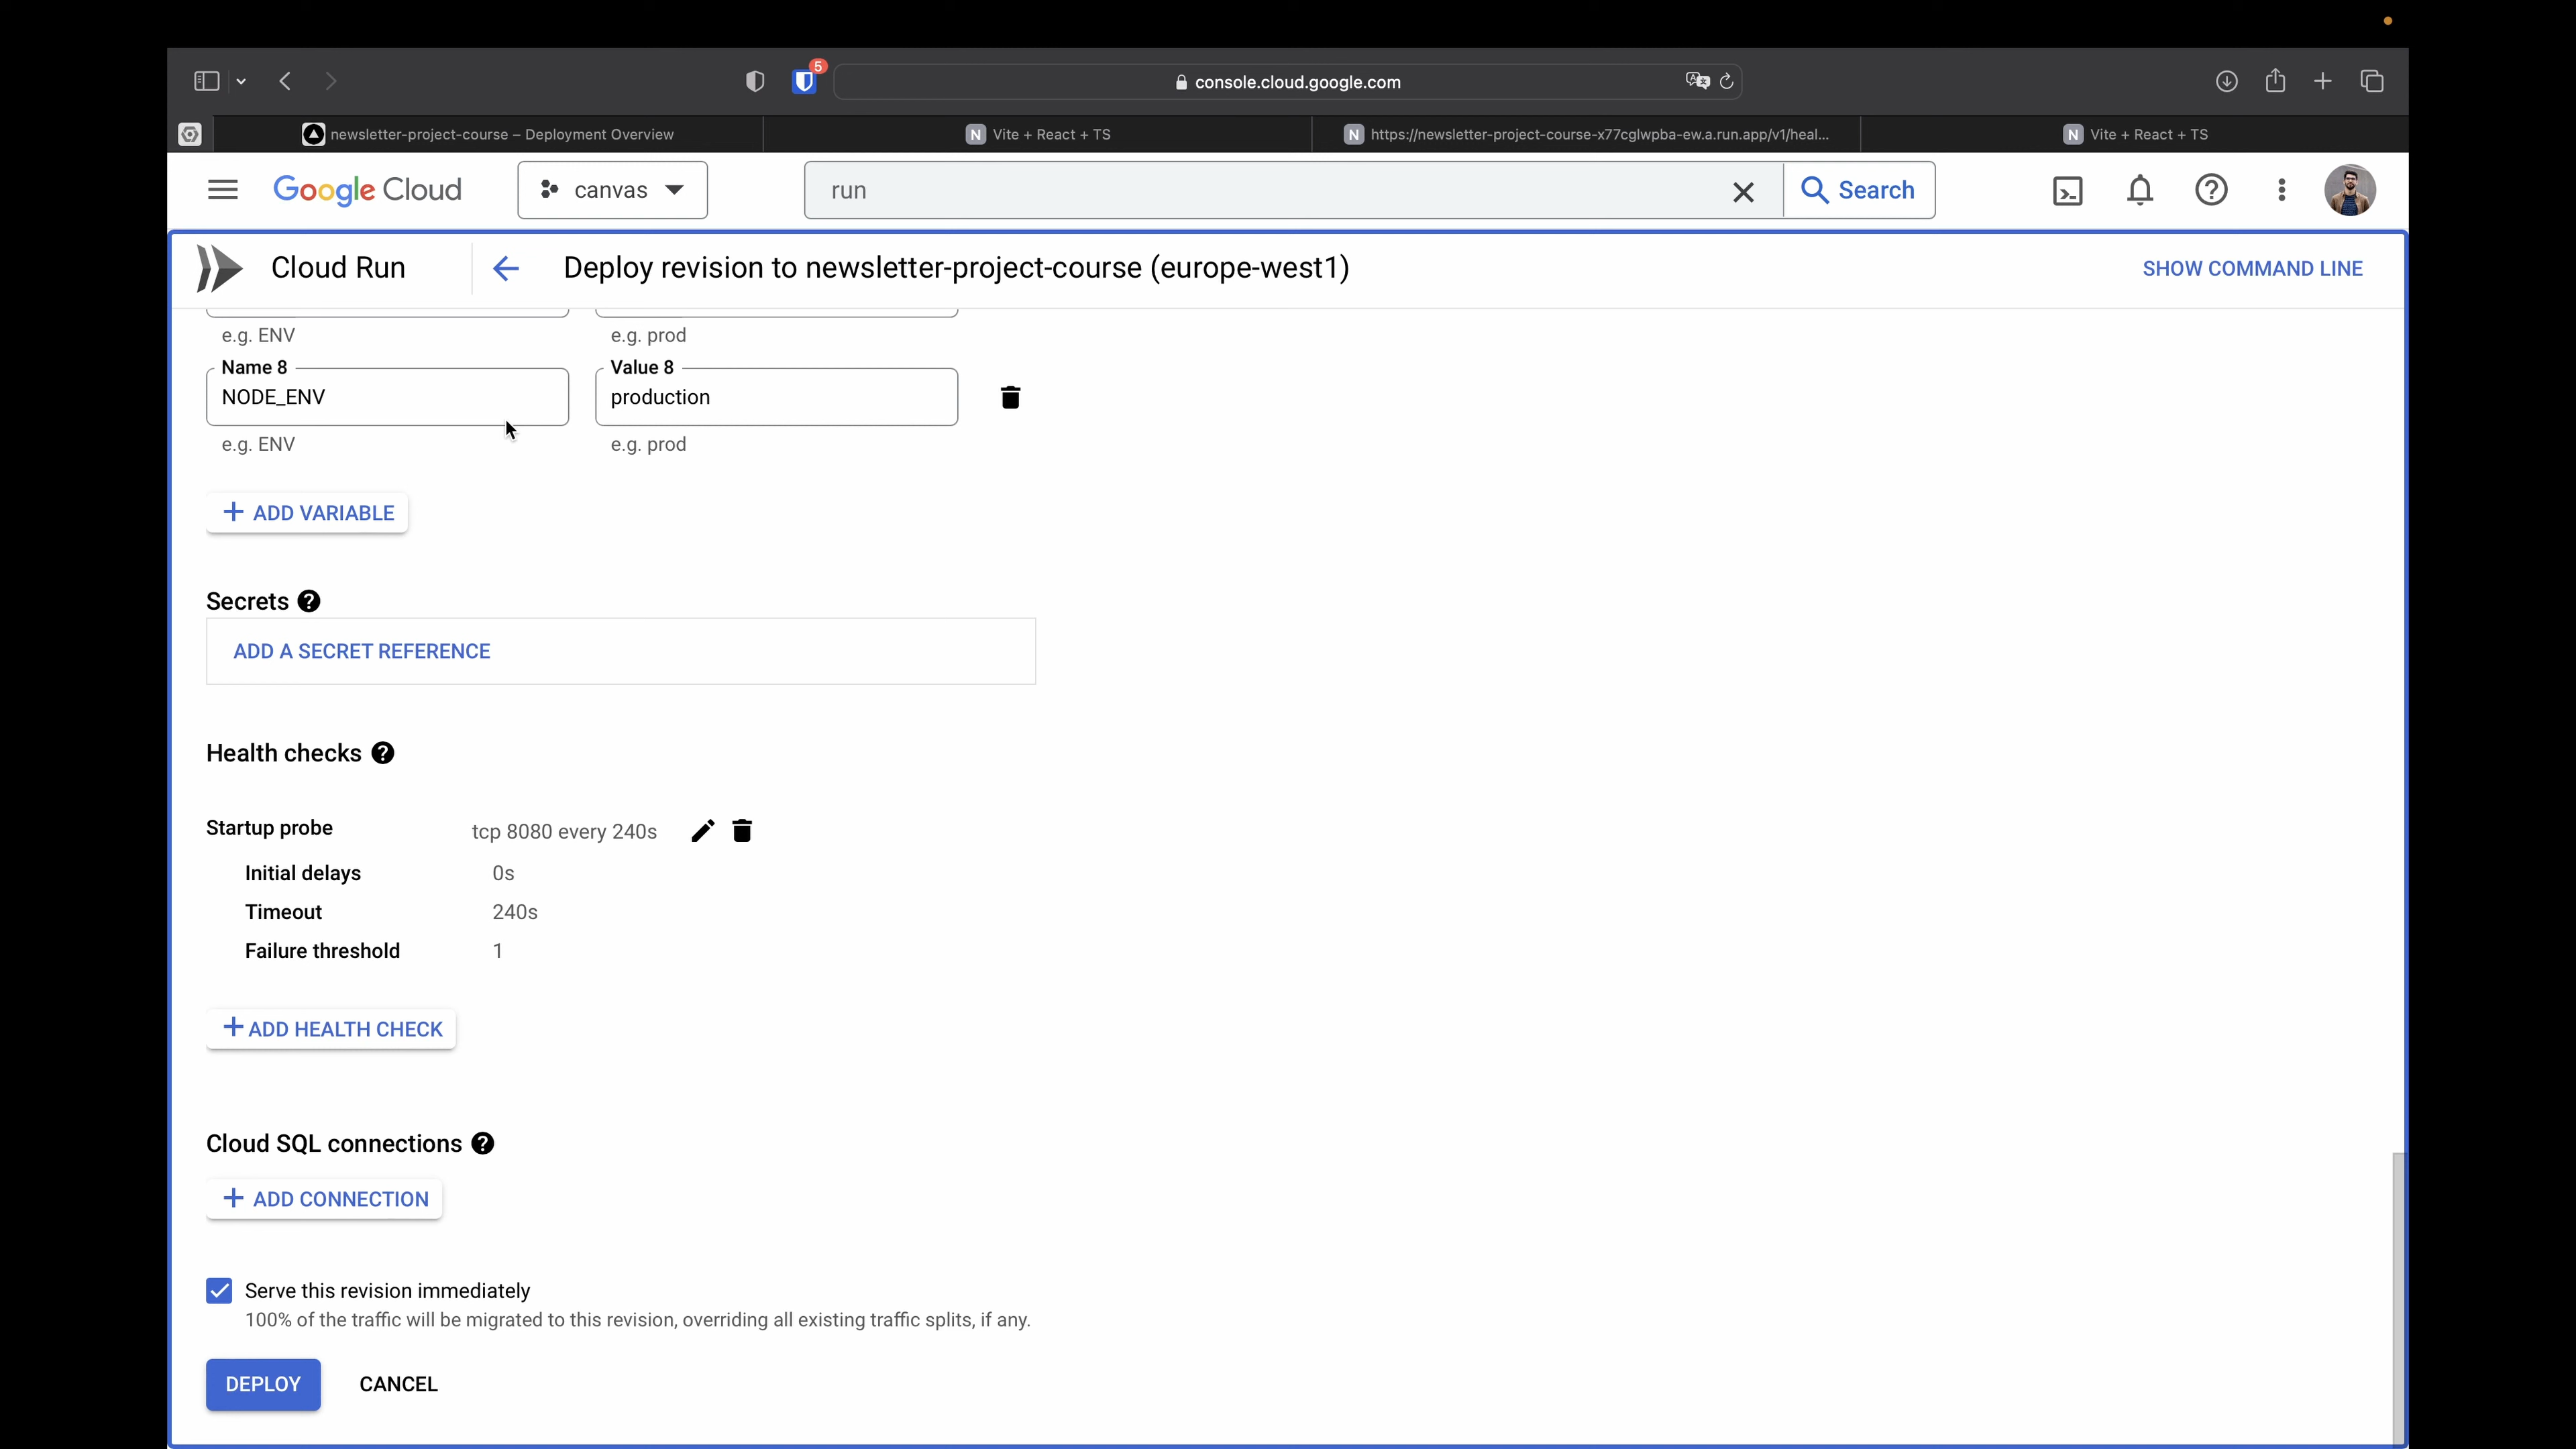 5
console.cloud.google.com
newsletter-project-course – Deployment Overview
N Vite + React + TS
N https://newsletter-project-course-x77cglwpba-ew.a.run.app/v1/heal...
N Vite + React + TS
Google Cloud
canvas
run
Search
Cloud Run
Deploy revision to newsletter-project-course (europe-west1)
SHOW COMMAND LINE
e.g. ENV
e.g. prod
Name 8
NODE_ENV
e.g. ENV
Value 8
production
e.g. prod
+ ADD VARIABLE
Secrets ?
ADD A SECRET REFERENCE
Health checks ?
Startup probe tcp 8080 every 240s
Initial delays 0s
Timeout 240s
Failure threshold 1
+ ADD HEALTH CHECK
Cloud SQL connections ?
+ ADD CONNECTION
Serve this revision immediately
100% of the traffic will be migrated to this revision, overriding all existing traffic splits, if any.
DEPLOY
CANCEL